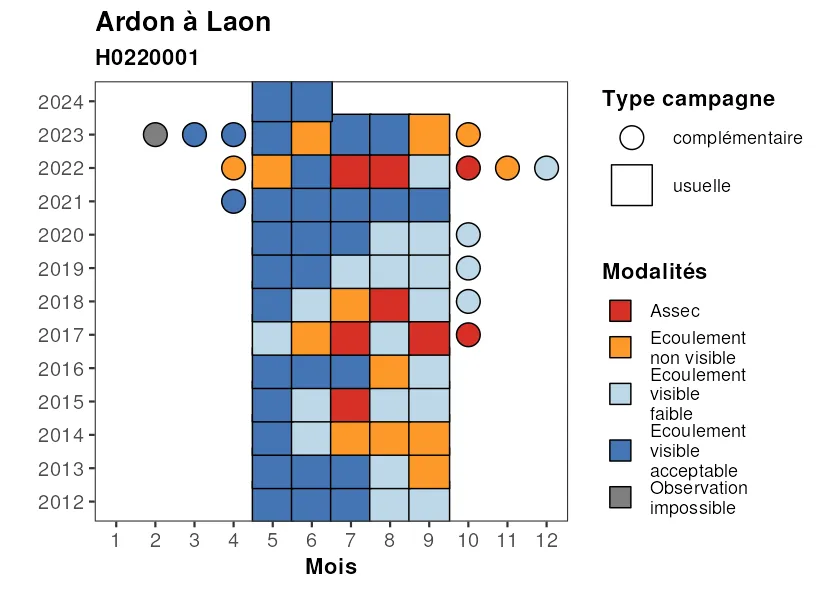 Ardon à Laon
H0220001
2024
2023
2022
2021
2020
2019
2018
2017
2016
2015
2014
2013
2012
1 2 3 4 5 6 7 8 9 10 11 12
Mois
Type campagne
complémentaire
usuelle
Modalités
Assec
Ecoulement
non visible
Ecoulement
visible
faible
Ecoulement
visible
acceptable
Observation
impossible